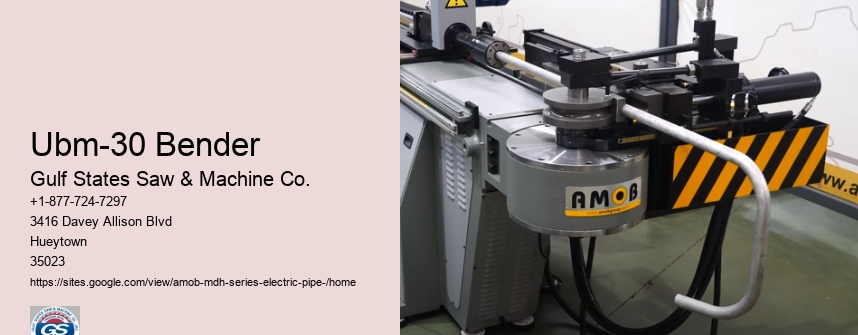 Ubm-30 Bender
Gulf States Saw & Machine Co.
+1-877-724-7297
3416 Davey Allison Blvd
Hueytown
35023
https://sites.google.com/view/amob-mdh-series-electric-pipe-/home
GS
AMOB